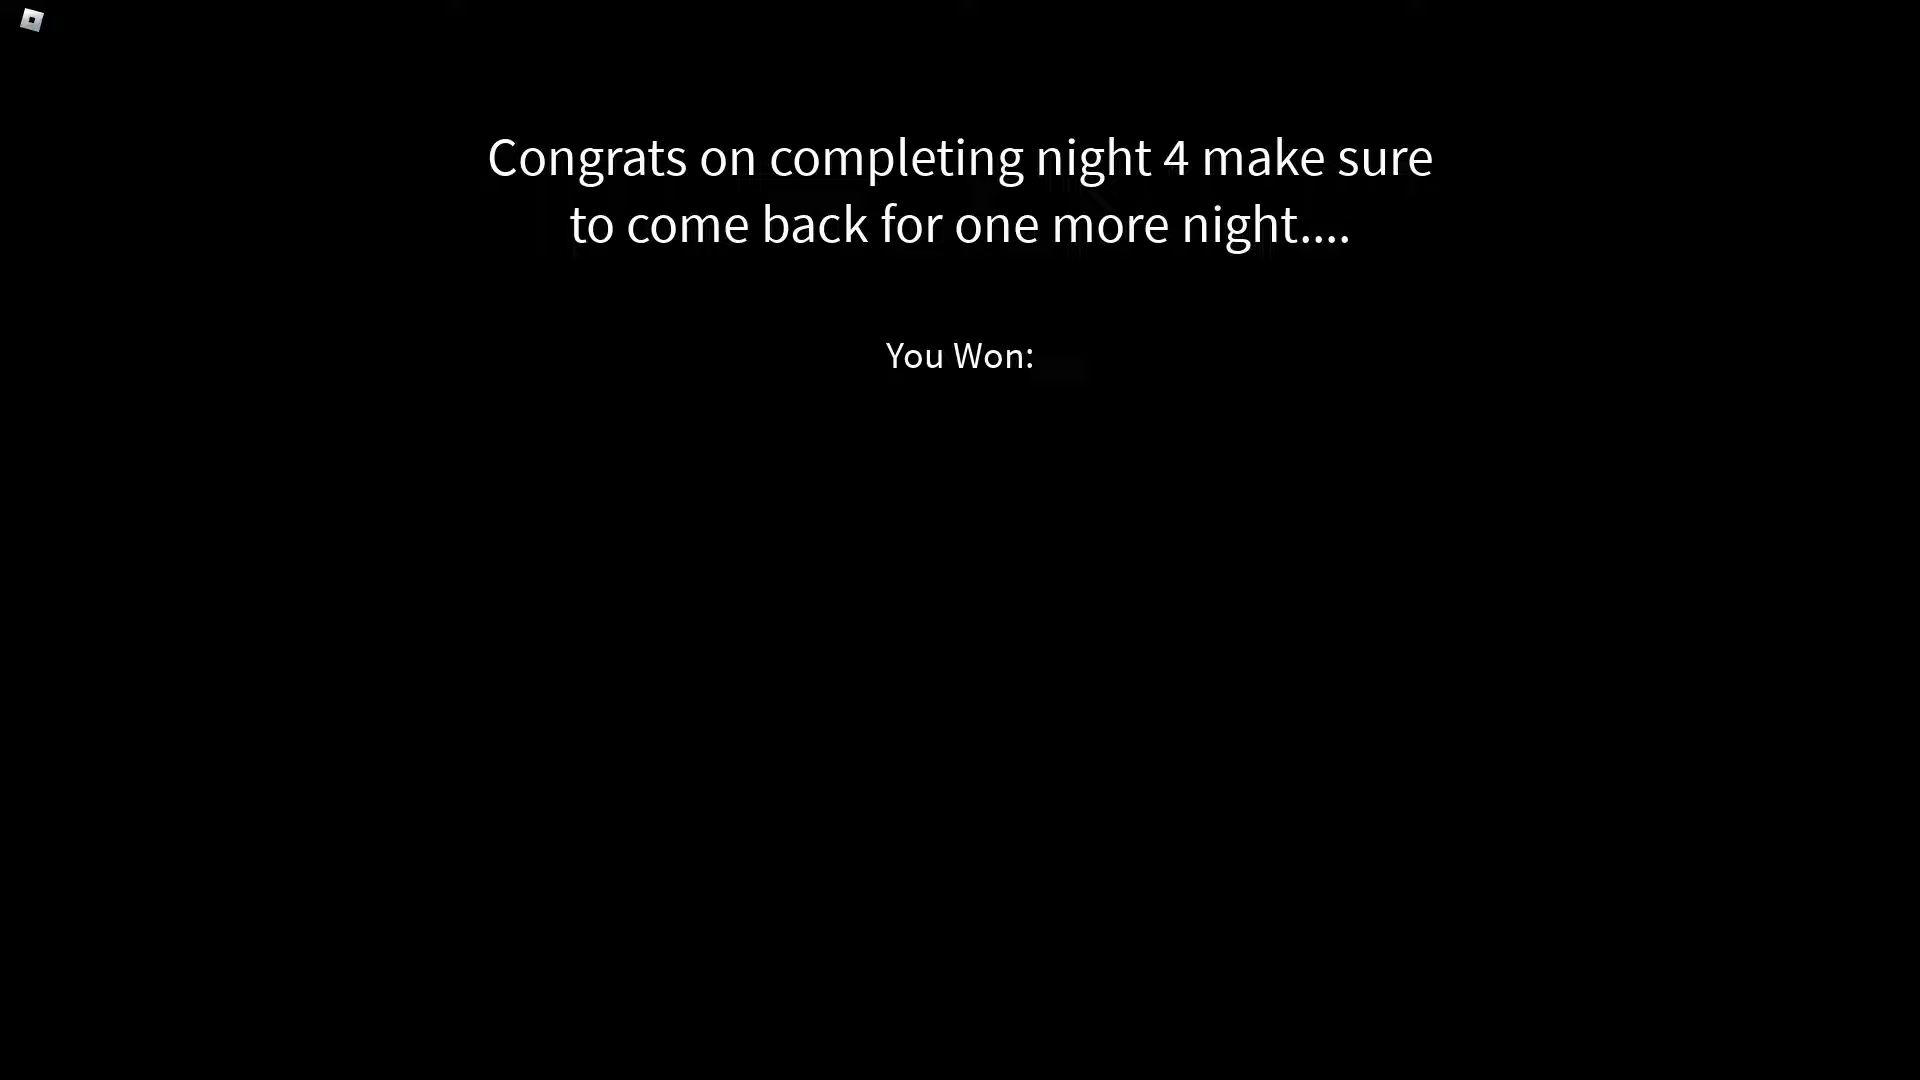 Congrats on completing night 4 make sure
to come back for one more night....
You Won: